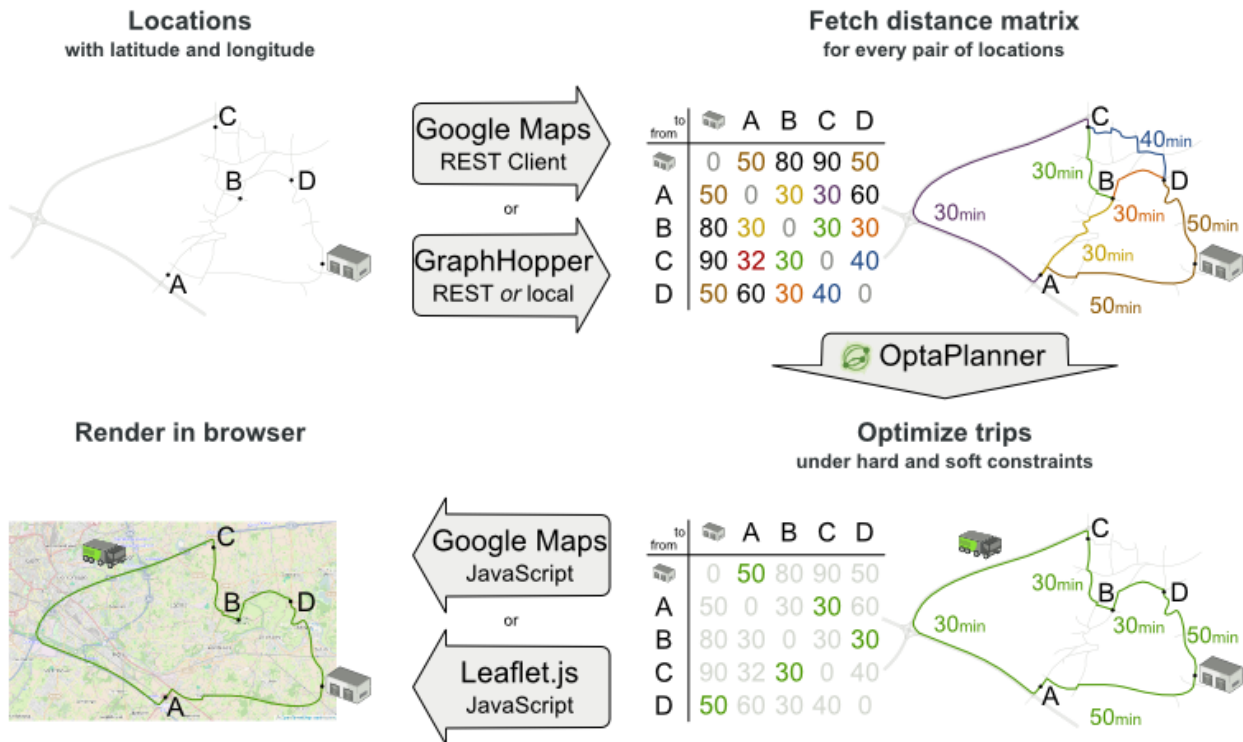 Locations
with latitude and longitude
C
B
D
A
Google Maps
REST Client
or
GraphHopper
REST or local
Fetch distance matrix
for every pair of locations
to
from
A B C D
0 50 80 90 50
A 50 0 30 30 60
B 80 30 0 30 30
C 90 32 30 0 40
D 50 60 30 40 0
C
40min
30min
B
D
30min
30min
50min
30min
A
50min
OptaPlanner
Optimize trips
under hard and soft constraints
to
from
A B C D
0 50 80 90 50
A 50 0 30 30 60
B 80 30 0 30 30
C 90 32 30 0 40
D 50 60 30 40 0
C
30min
B
D
30min
30min
50min
A
50min
Google Maps
JavaScript
or
Leaflet.js
JavaScript
Render in browser
C
B
D
A